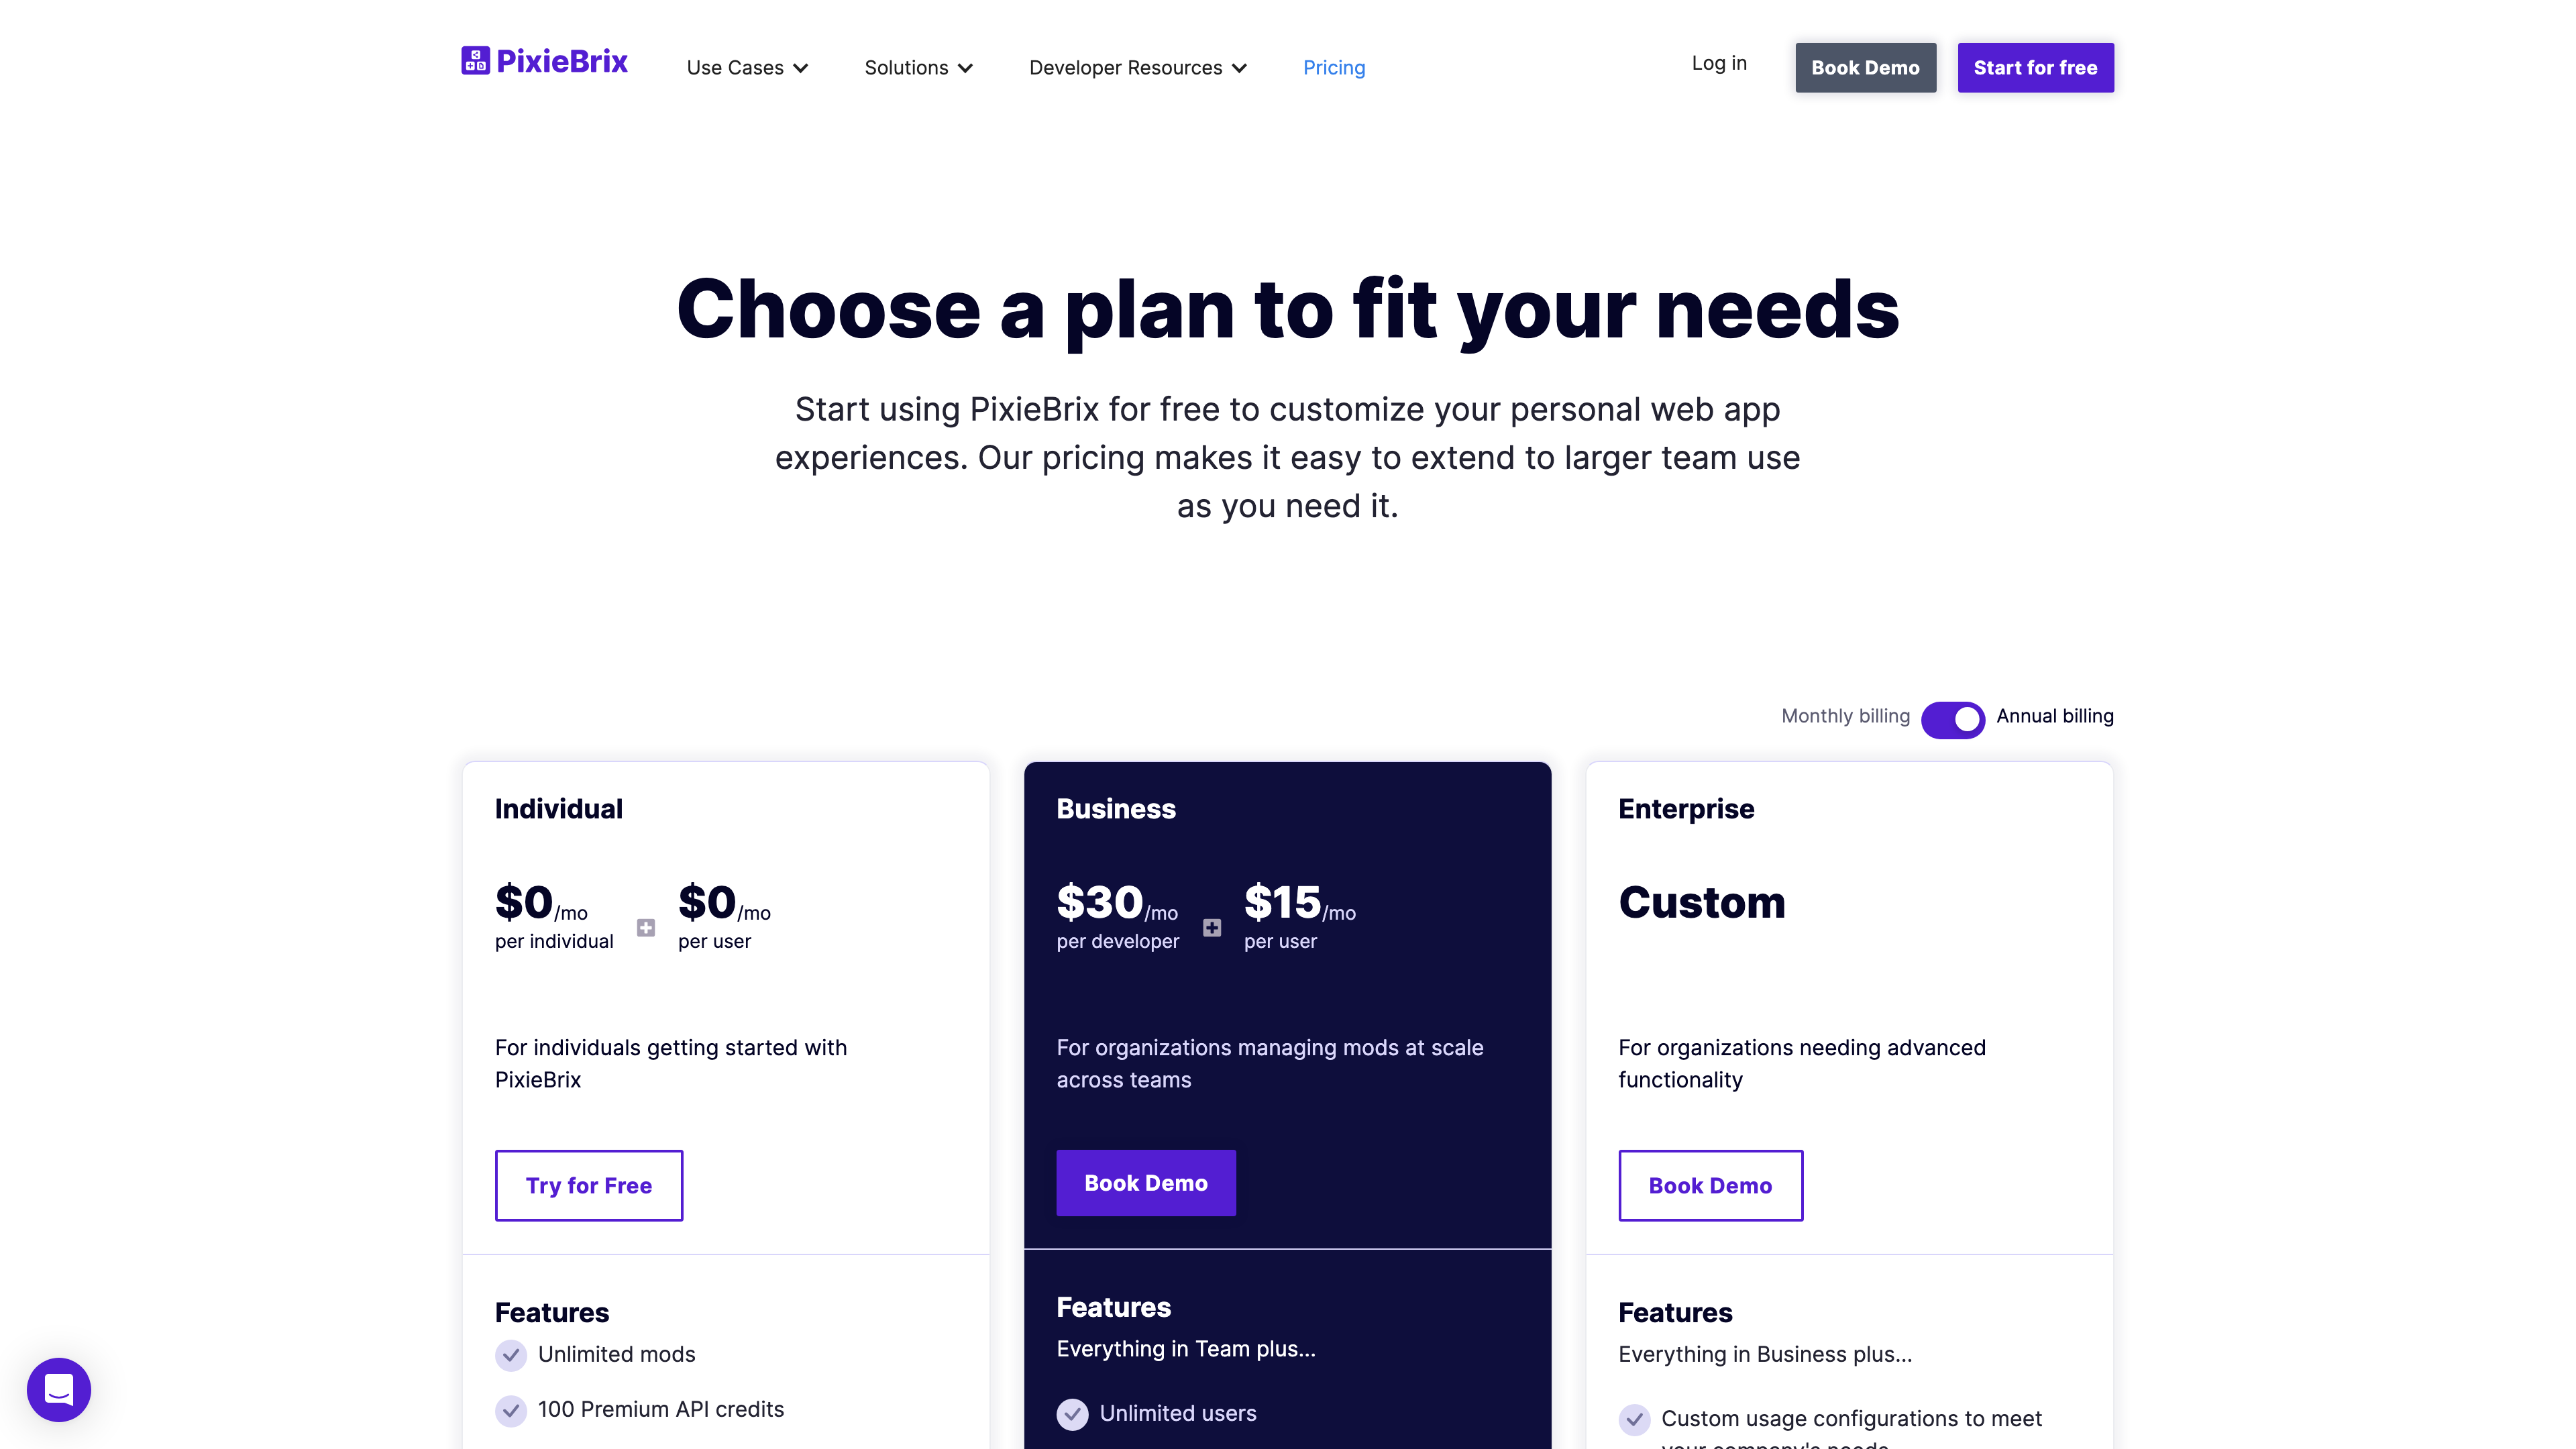 PixieBrix
Use Cases
Solutions
Developer Resources
Pricing
Log in
Book Demo
Start for free
Choose a plan to fit your needs
Start using PixieBrix for free to customize your personal web app
experiences. Our pricing makes it easy to extend to larger team use
as you need it.
Monthly billing
Annual billing
Individual
$0/mo
per individual
$0/mo
per user
For individuals getting started with
PixieBrix
Try for Free
Features
Unlimited mods
100 Premium API credits
Business
$30/mo
per developer
$15/mo
per user
For organizations managing mods at scale
across teams
Book Demo
Features
Everything in Team plus...
Unlimited users
Enterprise
Custom
For organizations needing advanced
functionality
Book Demo
Features
Everything in Business plus...
Custom usage configurations to meet
your company's needs